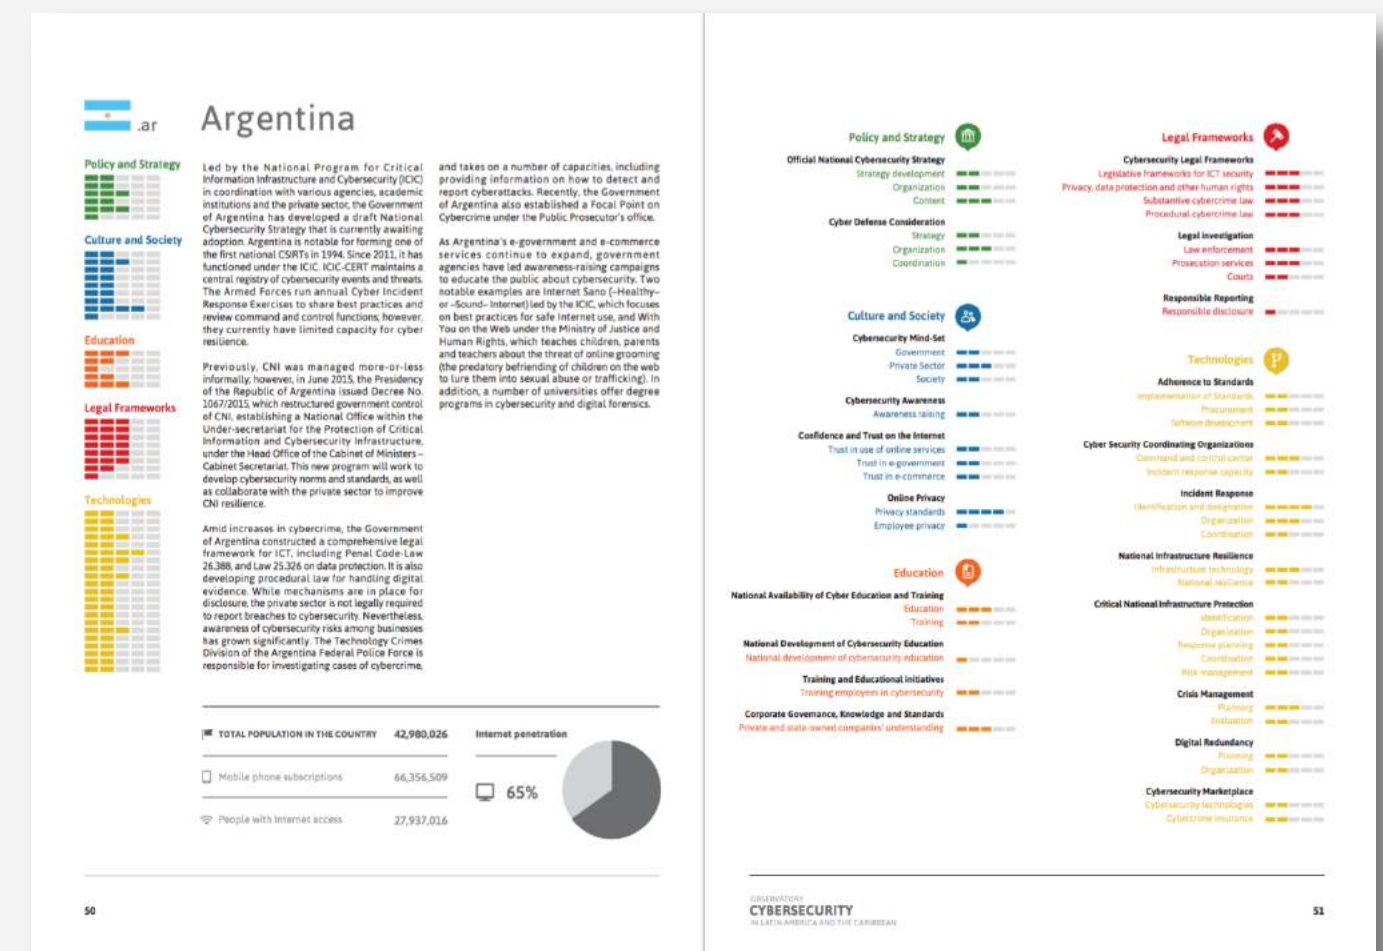 .ar
Argentina
Policy and Strategy
Culture and Society
Education
Legal Frameworks
Technologies
Led by the National Program for Critical
Information Infrastructure and Cybersecurity (ICIC)
in coordination with various agencies, academic
institutions and the private sector, the Government
of Argentina has developed a draft National
Cybersecurity Strategy that is currently awaiting
adoption. Argentina is notable for forming one of
the first national CSIRTs in 1994. Since 2011, it has
functioned under the ICIC. ICIC-CERT maintains a
central registry of cybersecurity events and threats.
The Armed Forces run annual Cyber Incident
Response Exercises to share best practices and
review command and control functions; however,
they currently have limited capacity for cyber
resilience.
Previously, CNI was managed more-or-less
informally; however, in June 2015, the Presidency
of the Republic of Argentina issued Decree No.
1067/2015, which restructured government control
of CNI, establishing a National Office within the
Under-secretariat for the Protection of Critical
Information and Cybersecurity Infrastructure,
under the Head Office of the Cabinet of Ministers –
Cabinet Secretariat. This new program will work to
develop cybersecurity norms and standards, as well
as collaborate with the private sector to improve
CNI resilience.
Amid increases in cybercrime, the Government
of Argentina constructed a comprehensive legal
framework for ICT, including Penal Code-Law
26.388, and Law 25.326 on data protection. It is also
developing procedural law for handling digital
evidence. While mechanisms are in place for
disclosure, the private sector is not legally required
to report breaches to cybersecurity. Nevertheless,
awareness of cybersecurity risks among businesses
has grown significantly. The Technology Crimes
Division of the Argentina Federal Police Force is
responsible for investigating cases of cybercrime,
and takes on a number of capacities, including
providing information on how to detect and
report cyberattacks. Recently, the Government
of Argentina also established a Focal Point on
Cybercrime under the Public Prosecutor's office.
As Argentina's e-government and e-commerce
services continue to expand, government
agencies have led awareness-raising campaigns
to educate the public about cybersecurity. Two
notable examples are Internet Sano (–Healthy–
or –Sound– Internet) led by the ICIC, which focuses
on best practices for safe Internet use, and With
You on the Web under the Ministry of Justice and
Human Rights, which teaches children, parents
and teachers about the threat of online grooming
(the predatory befriending of children on the web
to lure them into sexual abuse or trafficking). In
addition, a number of universities offer degree
programs in cybersecurity and digital forensics.
TOTAL POPULATION IN THE COUNTRY 42,980,026
Mobile phone subscriptions 66,356,509
People with Internet access 27,937,016
Internet penetration
65%
50
Policy and Strategy
Official National Cybersecurity Strategy
Strategy development
Organization
Content
Cyber Defense Consideration
Strategy
Organization
Coordination
Culture and Society
Cybersecurity Mind-Set
Government
Private Sector
Society
Cybersecurity Awareness
Awareness raising
Confidence and Trust on the Internet
Trust in use of online services
Trust in e-government
Trust in e-commerce
Online Privacy
Privacy standards
Employee privacy
Education
National Availability of Cyber Education and Training
Education
Training
National Development of Cybersecurity Education
National development of cybersecurity education
Training and Educational Initiatives
Training employees in cybersecurity
Corporate Governance, Knowledge and Standards
Private and state-owned companies' understanding
Legal Frameworks
Cybersecurity Legal Frameworks
Legislative frameworks for ICT security
Privacy, data protection and other human rights
Substantive cybercrime law
Procedural cybercrime law
Legal Investigation
Law enforcement
Prosecution services
Courts
Responsible Reporting
Responsible disclosure
Technologies
Adherence to Standards
Implementation of Standards
Procurement
Software development
Cyber Security Coordinating Organizations
Command and control center
Incident response capacity
Incident Response
Identification and designation
Organization
Coordination
National Infrastructure Resilience
Infrastructure technology
National resilience
Critical National Infrastructure Protection
Identification
Organization
Response planning
Coordination
Risk management
Crisis Management
Planning
Evaluation
Digital Redundancy
Planning
Organization
Cybersecurity Marketplace
Cybersecurity technologies
Cybercrime insurance
OBSERVATORY
CYBERSECURITY
IN LATIN AMERICA AND THE CARIBBEAN
51